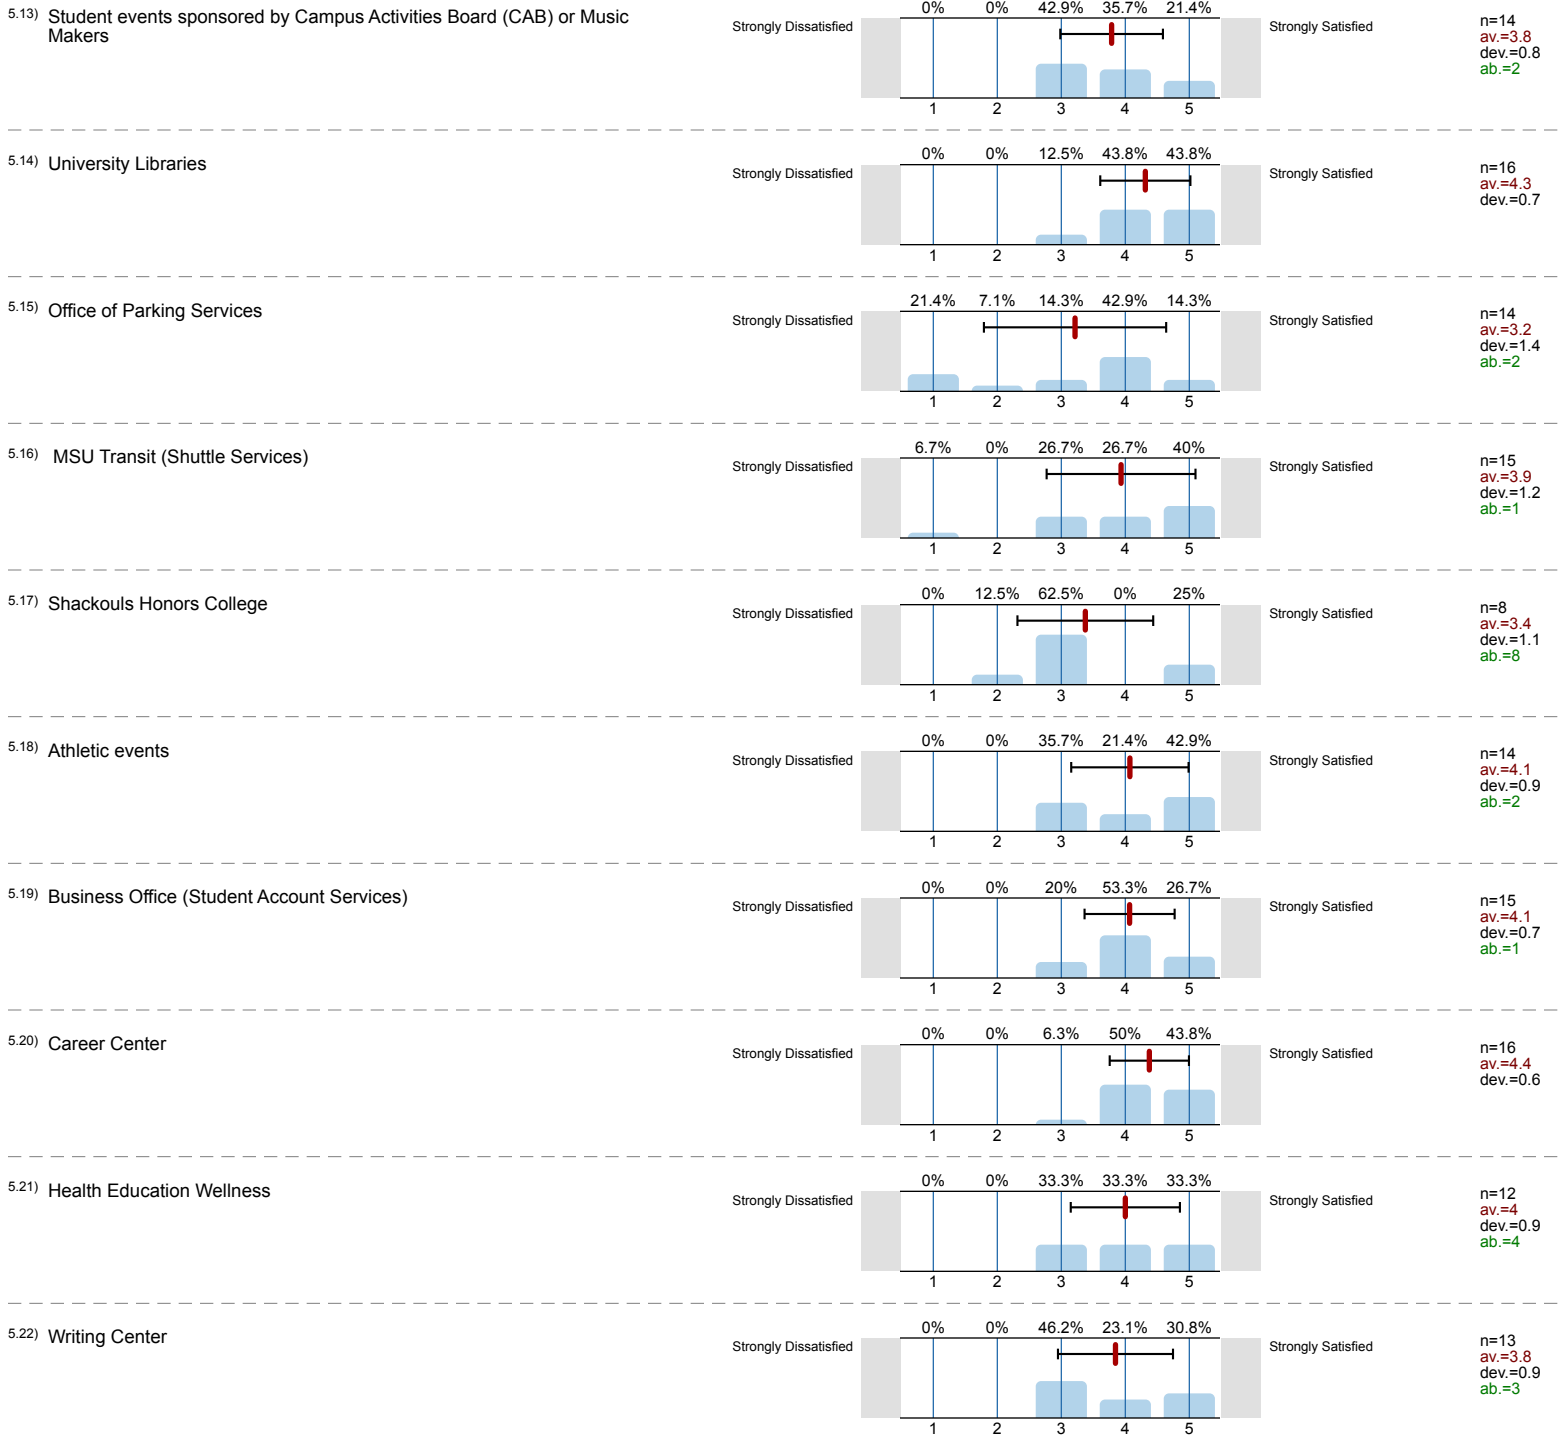 5.13) Student events sponsored by Campus Activities Board (CAB) or Music
Makers
0% 0% 42.9% 35.7% 21.4%
Strongly Dissatisfied Strongly Satisfied
n=14
av.=3.8
dev.=0.8
ab.=2
1 2 3 4 5
5.14) University Libraries
0% 0% 12.5% 43.8% 43.8%
Strongly Dissatisfied Strongly Satisfied
n=16
av.=4.3
dev.=0.7
1 2 3 4 5
5.15) Office of Parking Services
21.4% 7.1% 14.3% 42.9% 14.3%
Strongly Dissatisfied Strongly Satisfied
n=14
av.=3.2
dev.=1.4
ab.=2
1 2 3 4 5
5.16) MSU Transit (Shuttle Services)
6.7% 0% 26.7% 26.7% 40%
Strongly Dissatisfied Strongly Satisfied
n=15
av.=3.9
dev.=1.2
ab.=1
1 2 3 4 5
5.17) Shackouls Honors College
0% 12.5% 62.5% 0% 25%
Strongly Dissatisfied Strongly Satisfied
n=8
av.=3.4
dev.=1.1
ab.=8
1 2 3 4 5
5.18) Athletic events
0% 0% 35.7% 21.4% 42.9%
Strongly Dissatisfied Strongly Satisfied
n=14
av.=4.1
dev.=0.9
ab.=2
1 2 3 4 5
5.19) Business Office (Student Account Services)
0% 0% 20% 53.3% 26.7%
Strongly Dissatisfied Strongly Satisfied
n=15
av.=4.1
dev.=0.7
ab.=1
1 2 3 4 5
5.20) Career Center
0% 0% 6.3% 50% 43.8%
Strongly Dissatisfied Strongly Satisfied
n=16
av.=4.4
dev.=0.6
1 2 3 4 5
5.21) Health Education Wellness
0% 0% 33.3% 33.3% 33.3%
Strongly Dissatisfied Strongly Satisfied
n=12
av.=4
dev.=0.9
ab.=4
1 2 3 4 5
5.22) Writing Center
0% 0% 46.2% 23.1% 30.8%
Strongly Dissatisfied Strongly Satisfied
n=13
av.=3.8
dev.=0.9
ab.=3
1 2 3 4 5